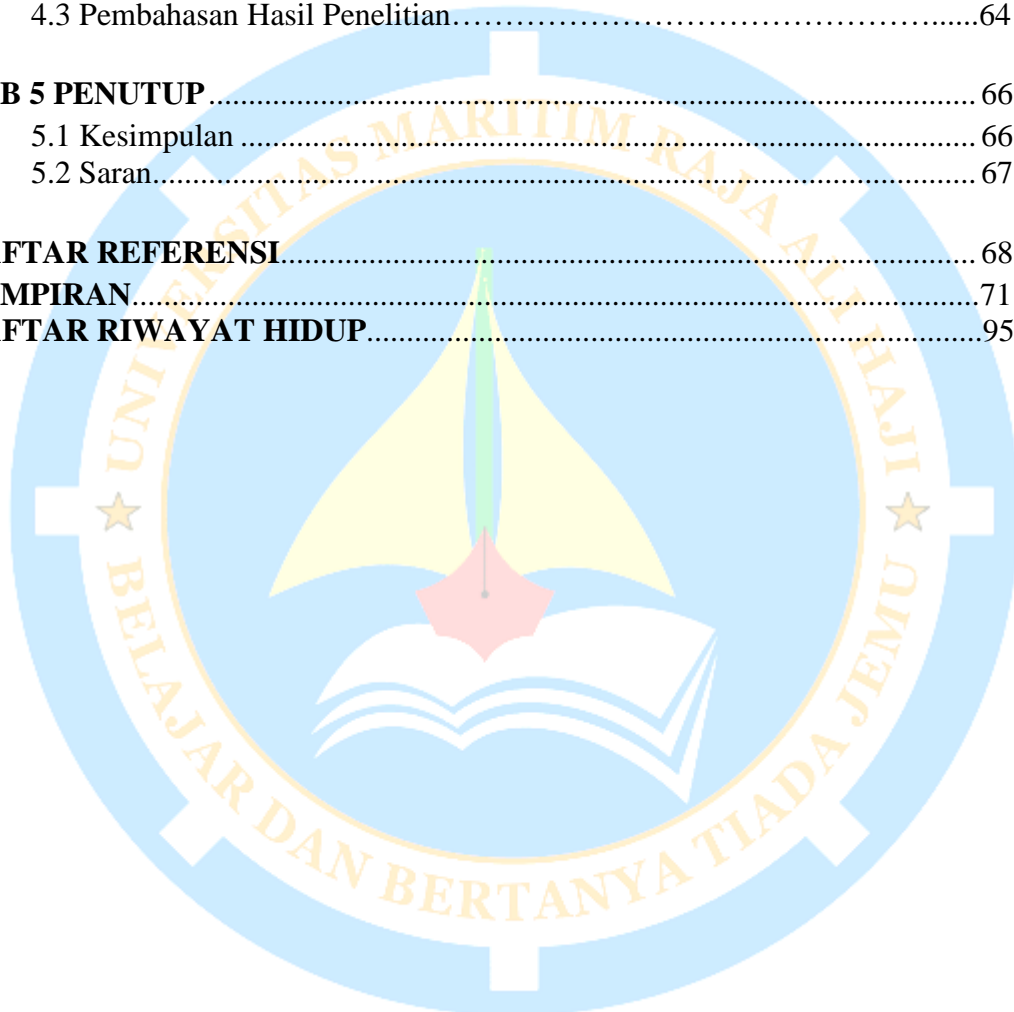 4.3 Pembahasan Hasil Penelitian……………………………………………......64
B 5 PENUTUP................................................................................................................ 66
5.1 Kesimpulan ........................................................................................................... 66
5.2 Saran........................................................................................................................ 67
FTAR REFERENSI..................................................................................................... 68
MPIRAN...........................................................................................................................71
FTAR RIWAYAT HIDUP.........................................................................................95
UNIVERSITAS MARITIM RAJA ALI HAJI
BELAJAR DAN BERTANYA TIADA JEMU